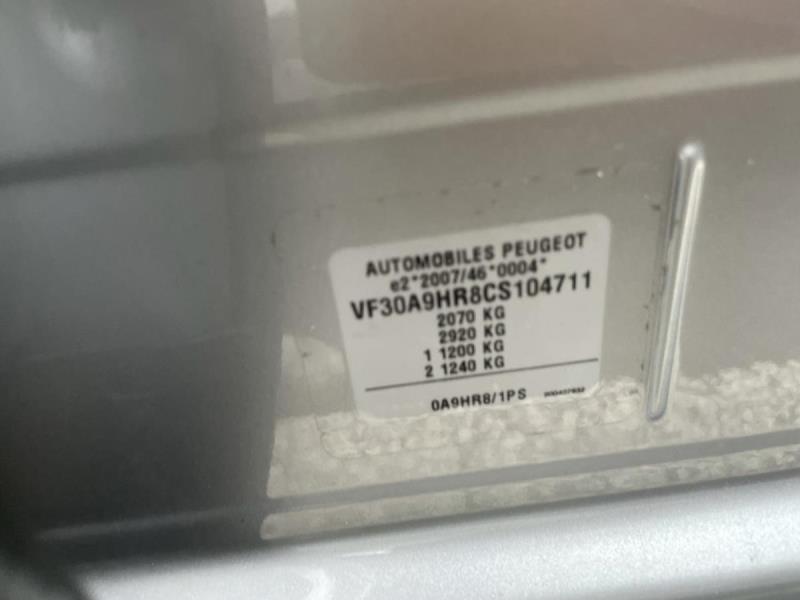 AUTOMOBILES PEUGEOT
e2*2007/46*0004*
VF30A9HR8CS104711
2070 KG
2920 KG
1 1200 KG
2 1240 KG
0A9HR8/1PS